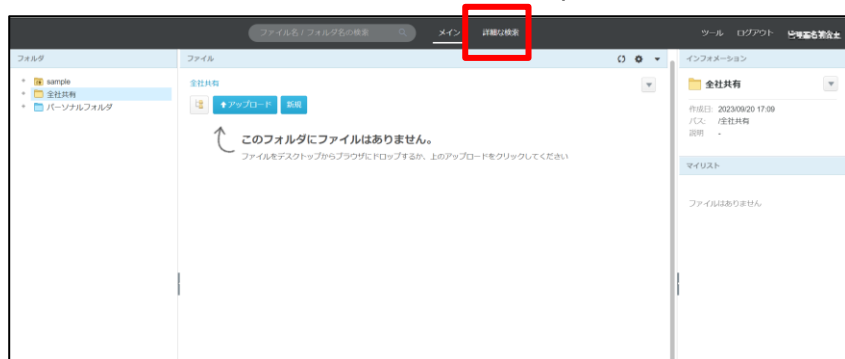 ファイル名 / フォルダ名の検索
メイン
詳細な検索
ツール
ログアウト
フォルダ
sample
全社共有
パーソナルフォルダ
ファイル
全社共有
アップロード
新規
このフォルダにファイルはありません。
ファイルをデスクトップからブラウザにドロップするか、上のアップロードをクリックしてください
インフォメーション
全社共有
作成日: 2023/09/20 17:09
パス: /全社共有
説明 -
マイリスト
ファイルはありません